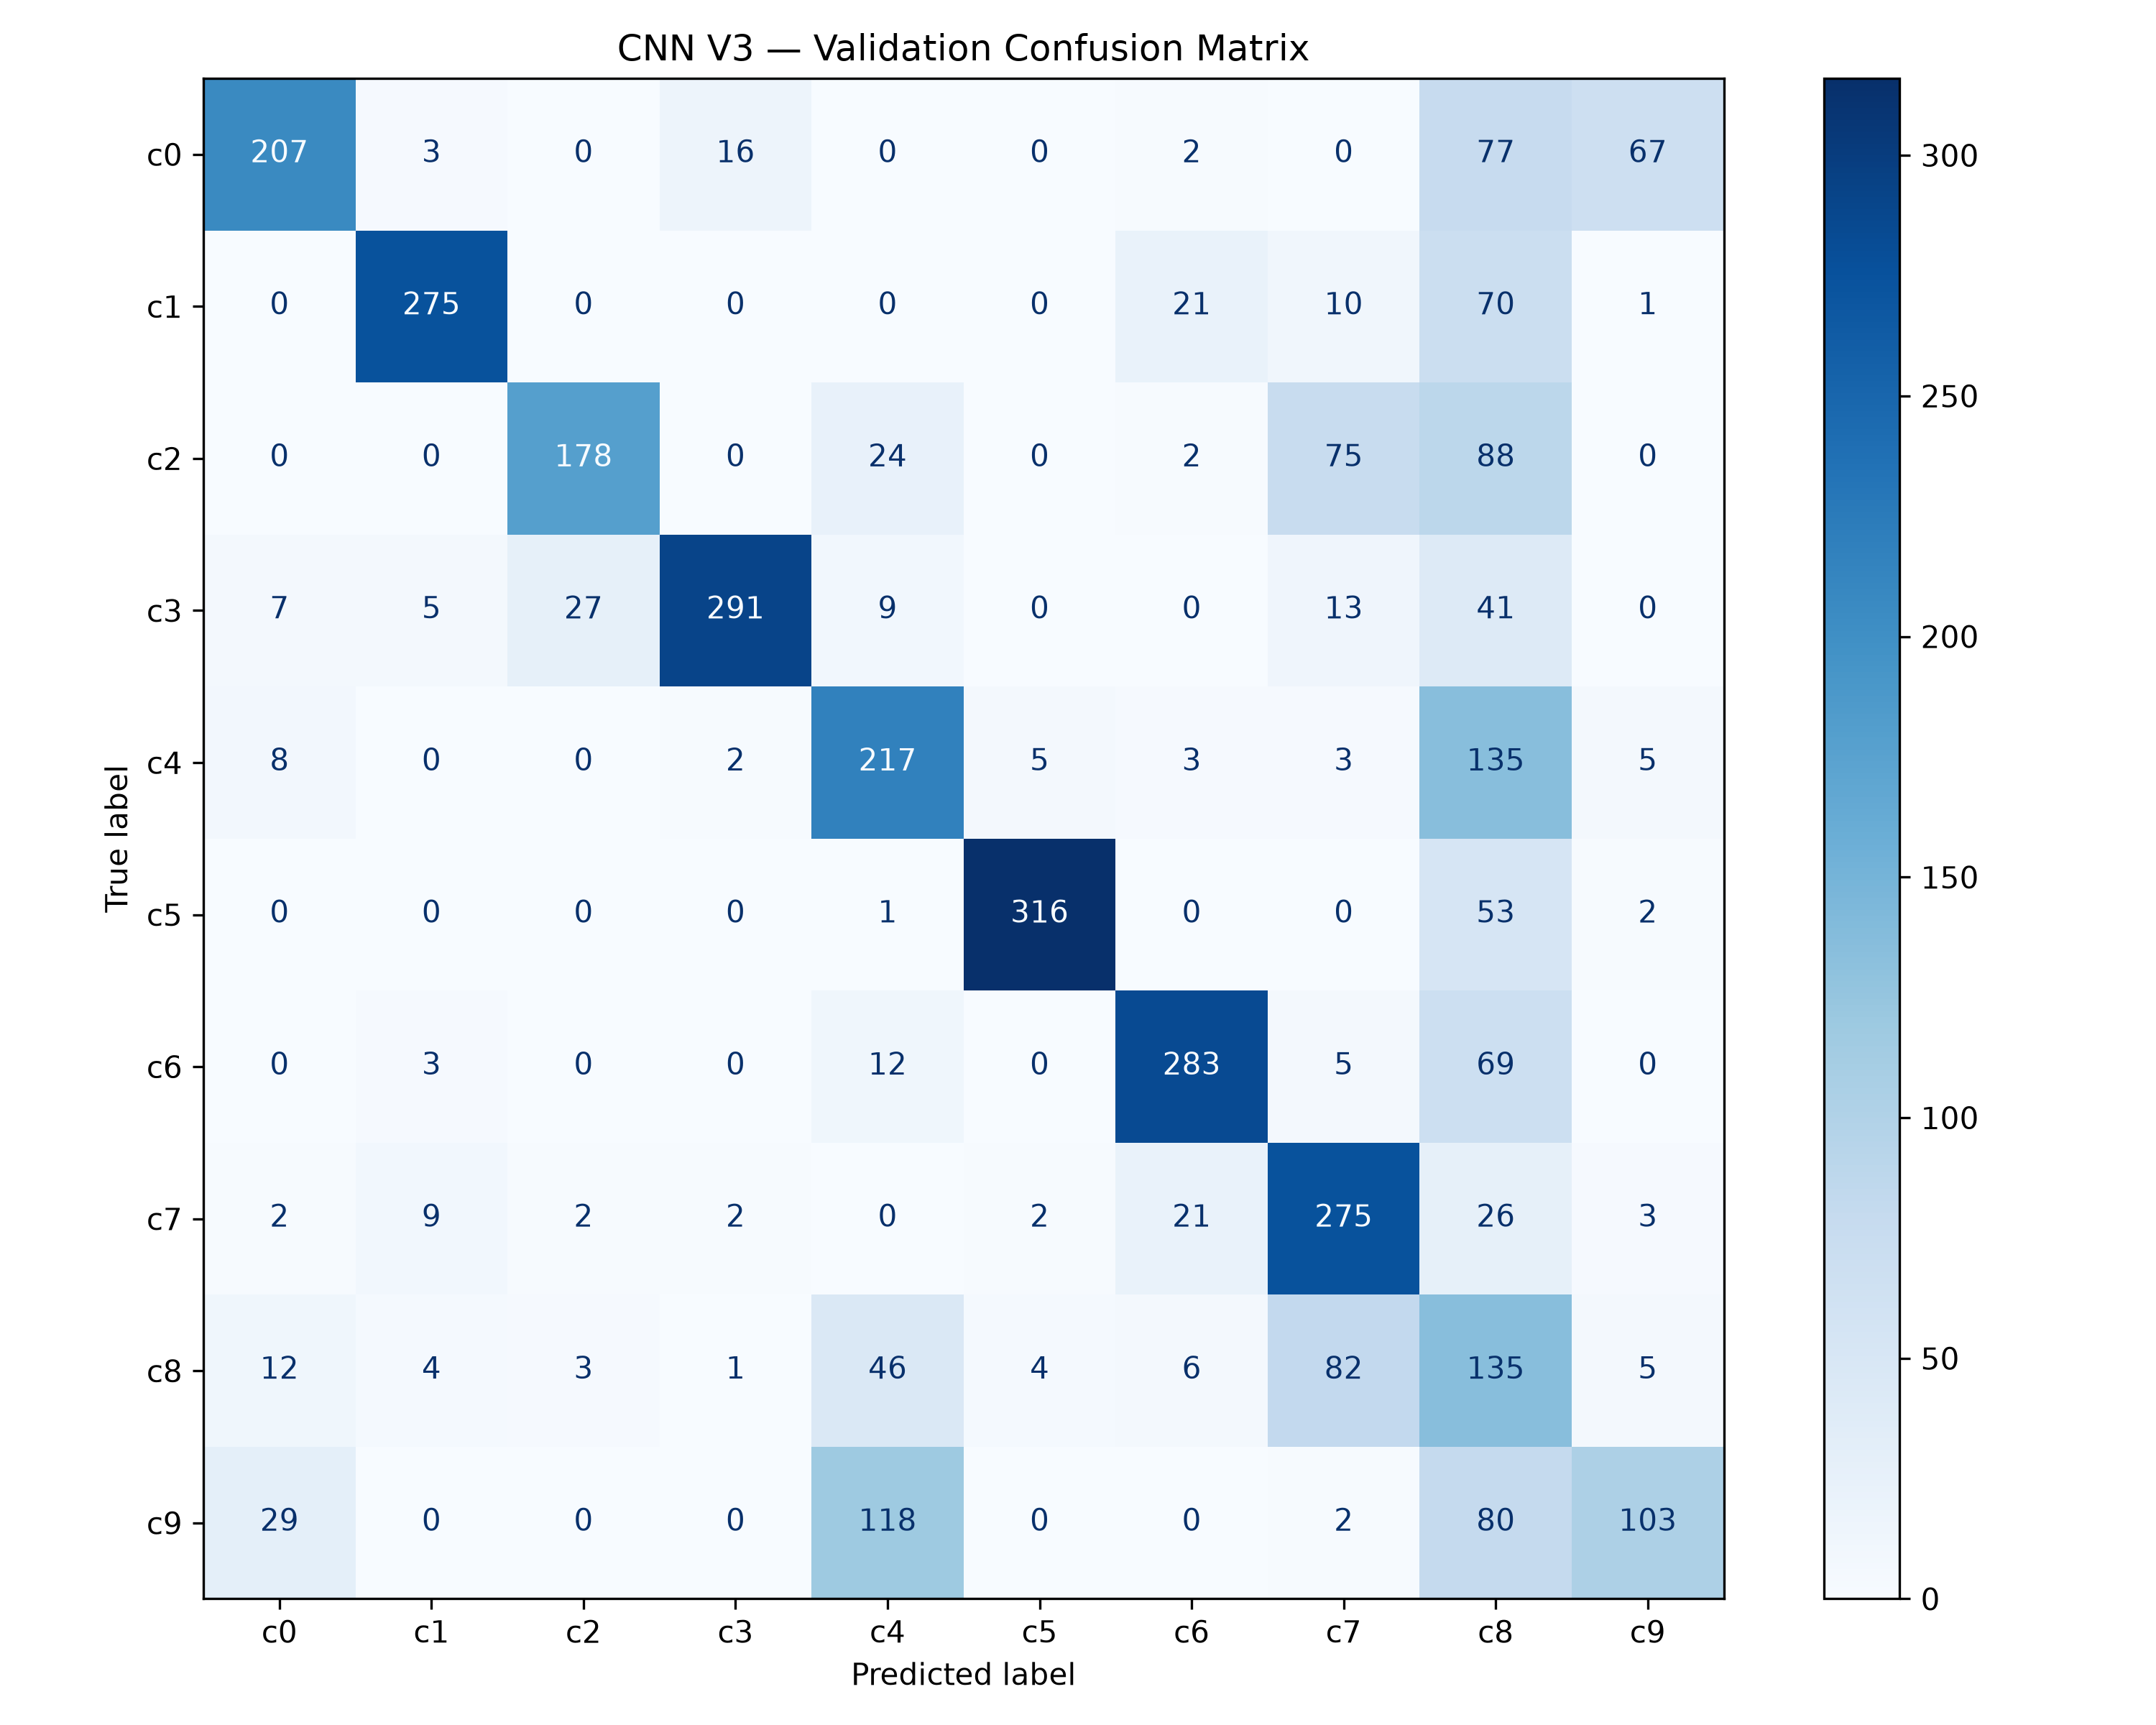 CNN V3 — Validation Confusion Matrix
c0 207 3 0 16 0 0 2 0 77 67
c1 0 275 0 0 0 0 21 10 70 1
c2 0 0 178 0 24 0 2 75 88 0
c3 7 5 27 291 9 0 0 13 41 0
c4 8 0 0 2 217 5 3 3 135 5
c5 0 0 0 0 1 316 0 0 53 2
c6 0 3 0 0 12 0 283 5 69 0
c7 2 9 2 2 0 2 21 275 26 3
c8 12 4 3 1 46 4 6 82 135 5
c9 29 0 0 0 118 0 0 2 80 103
c0 c1 c2 c3 c4 c5 c6 c7 c8 c9
Predicted label
True label
300
250
200
150
100
50
0